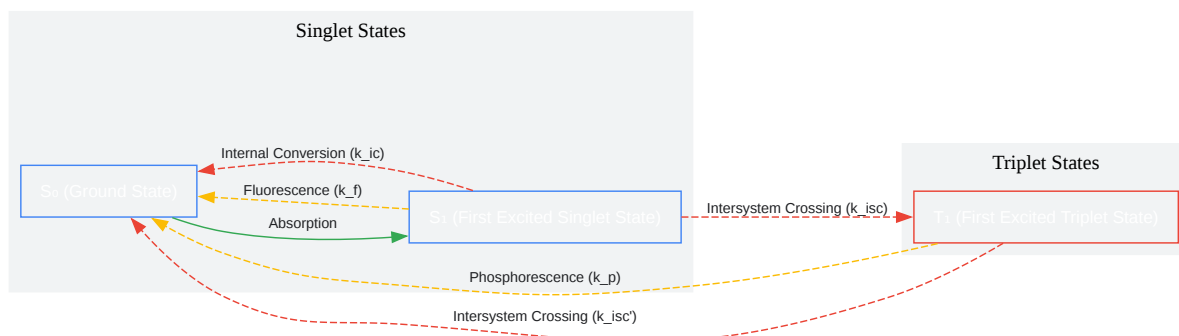 Singlet States
Internal Conversion (k_ic)
Triplet States
S₀ (Ground State)
Fluorescence (k_f)
S₁ (First Excited Singlet State)
Intersystem Crossing (k_isc)
T₁ (First Excited Triplet State)
Absorption
Phosphorescence (k_p)
Intersystem Crossing (k_isc')